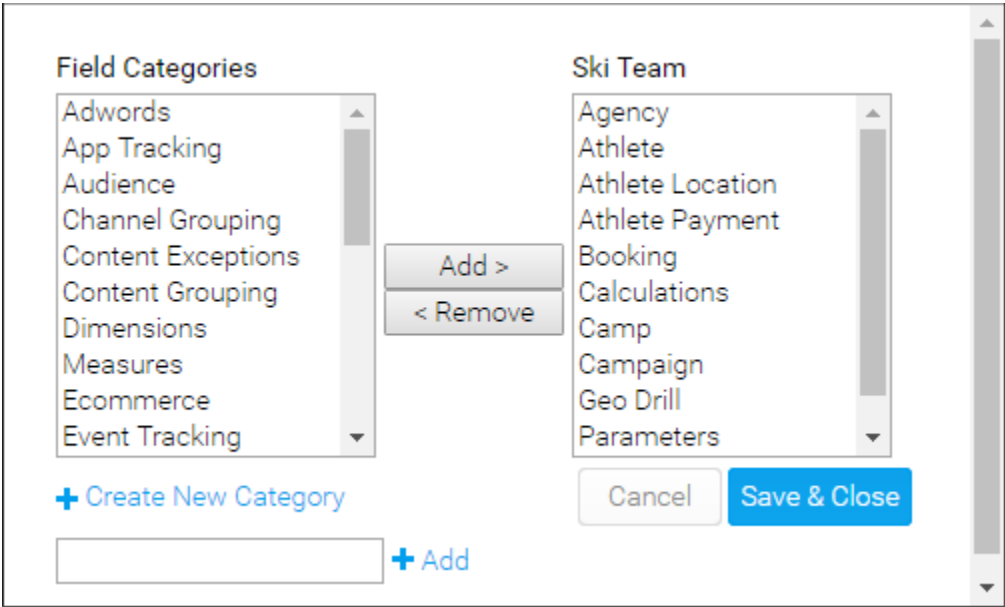 Field Categories
Adwords
App Tracking
Audience
Channel Grouping
Content Exceptions
Content Grouping
Dimensions
Measures
Ecommerce
Event Tracking
+ Create New Category
+ Add
Add >
< Remove
Ski Team
Agency
Athlete
Athlete Location
Athlete Payment
Booking
Calculations
Camp
Campaign
Geo Drill
Parameters
Cancel
Save & Close